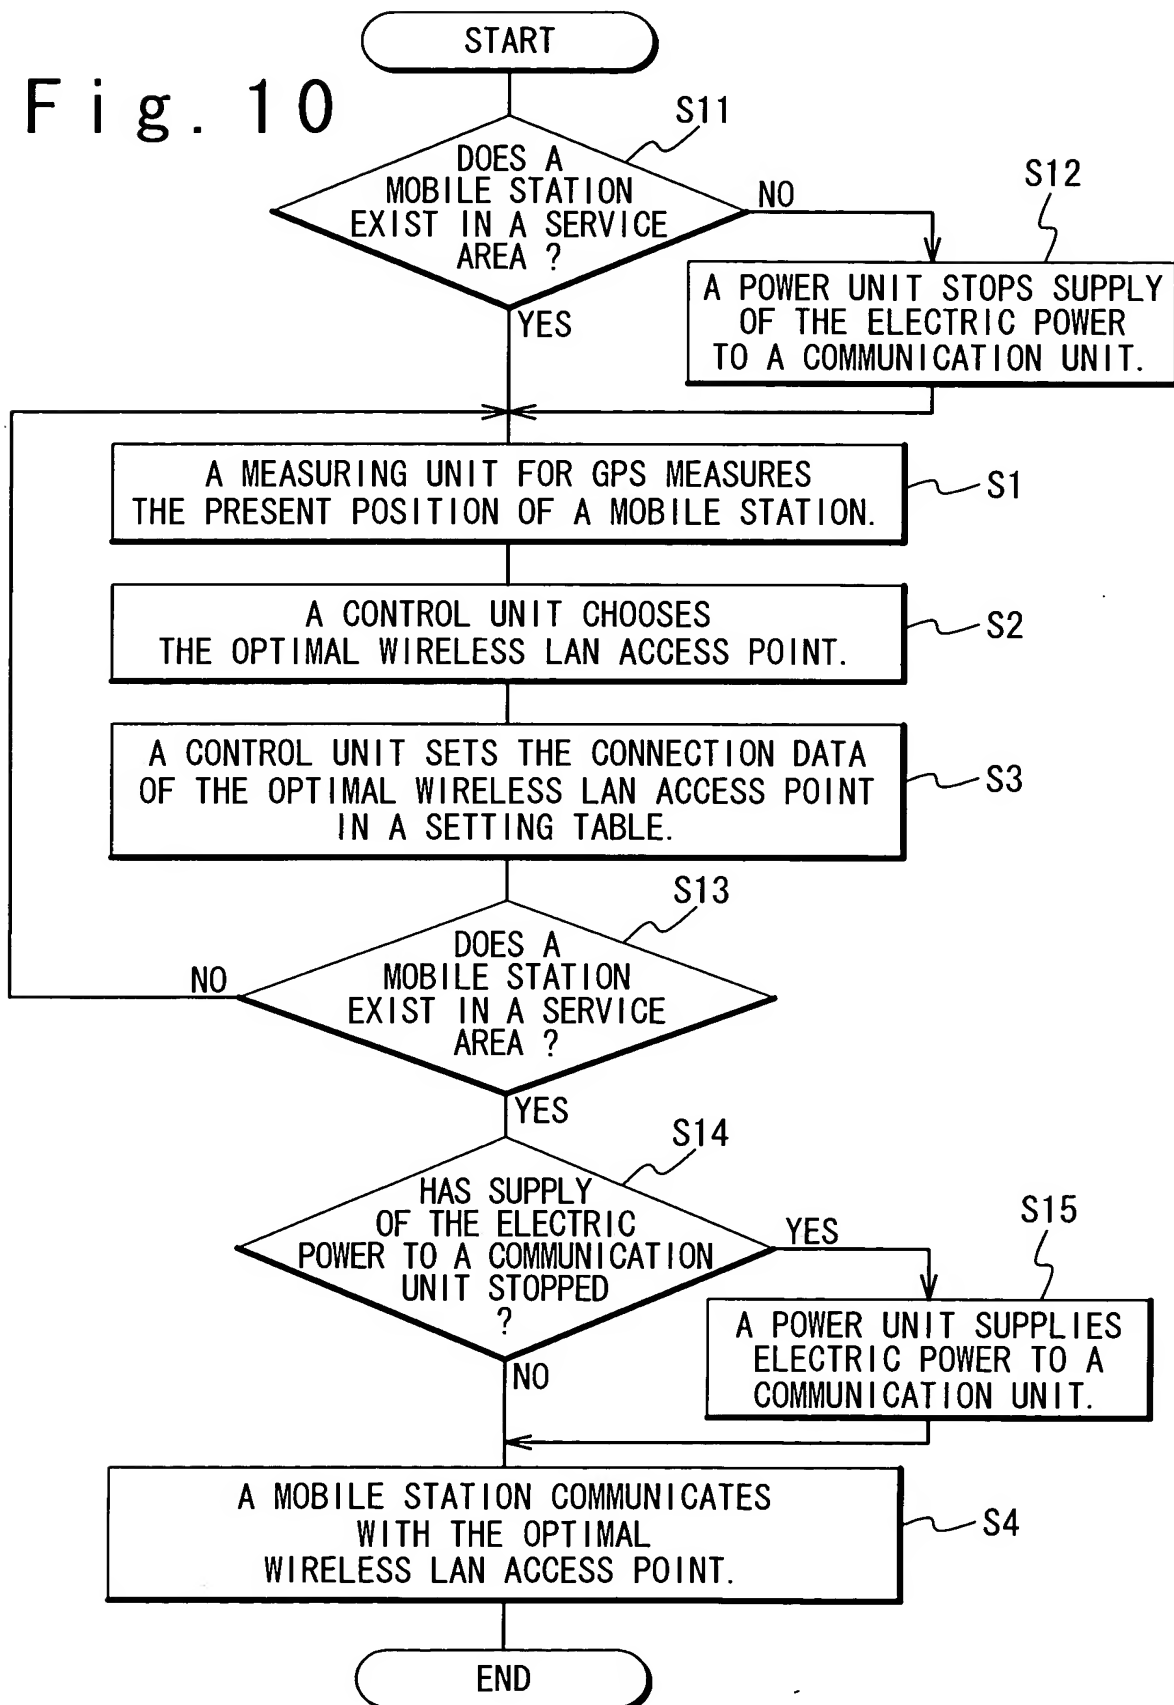 START
Fig. 10
S11
DOES A
MOBILE STATION
EXIST IN A SERVICE
AREA ?
NO
S12
YES
A POWER UNIT STOPS SUPPLY
OF THE ELECTRIC POWER
TO A COMMUNICATION UNIT.
A MEASURING UNIT FOR GPS MEASURES
THE PRESENT POSITION OF A MOBILE STATION.
S1
A CONTROL UNIT CHOOSES
THE OPTIMAL WIRELESS LAN ACCESS POINT.
S2
A CONTROL UNIT SETS THE CONNECTION DATA
OF THE OPTIMAL WIRELESS LAN ACCESS POINT
IN A SETTING TABLE.
S3
S13
DOES A
MOBILE STATION
EXIST IN A SERVICE
AREA ?
NO
YES
S14
HAS SUPPLY
OF THE ELECTRIC
POWER TO A COMMUNICATION
UNIT STOPPED
?
YES
S15
NO
A POWER UNIT SUPPLIES
ELECTRIC POWER TO A
COMMUNICATION UNIT.
A MOBILE STATION COMMUNICATES
WITH THE OPTIMAL
WIRELESS LAN ACCESS POINT.
S4
END